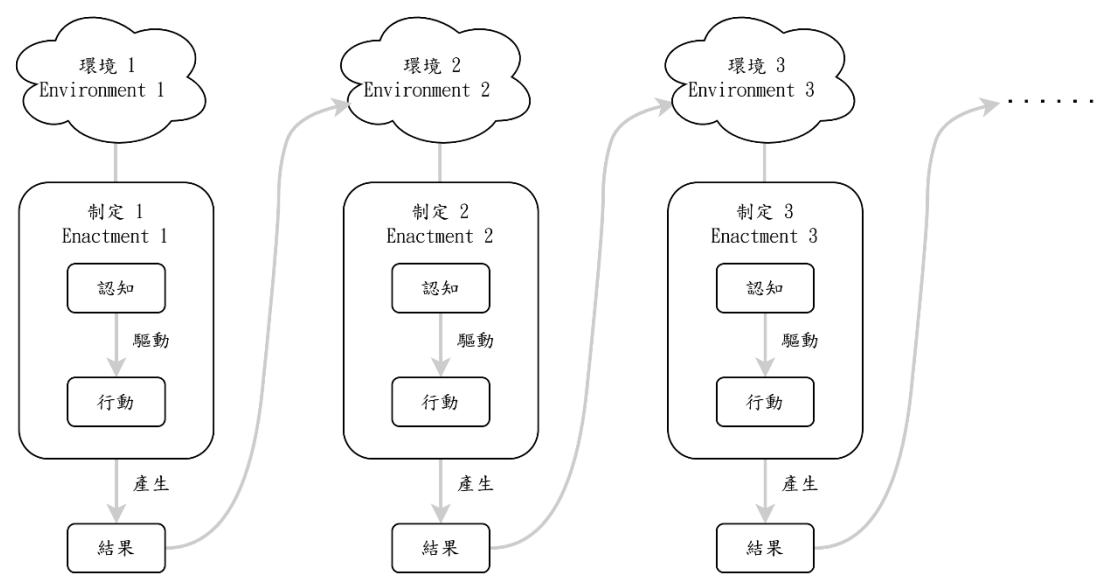 環境 1
Environment 1
制定 1
Enactment 1
認知
驅動
行動
產生
結果
環境 2
Environment 2
制定 2
Enactment 2
認知
驅動
行動
產生
結果
環境 3
Environment 3
制定 3
Enactment 3
認知
驅動
行動
產生
結果
······